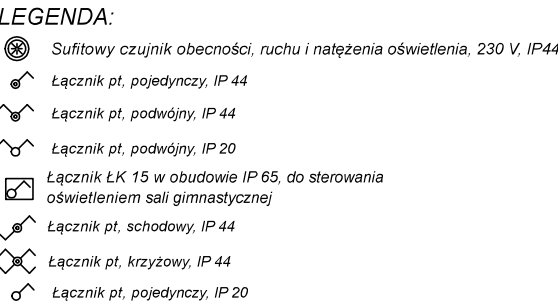 LEGENDA:
Sufitowy czujnik obecności, ruchu i natężenia oświetlenia, 230 V, IP44
Łącznik pt, pojedynczy, IP 44
Łącznik pt, podwójny, IP 44
Łącznik pt, podwójny, IP 20
Łącznik ŁK 15 w obudowie IP 65, do sterowania
oświetleniem sali gimnastycznej
Łącznik pt, schodowy, IP 44
Łącznik pt, krzyżowy, IP 44
Łącznik pt, pojedynczy, IP 20